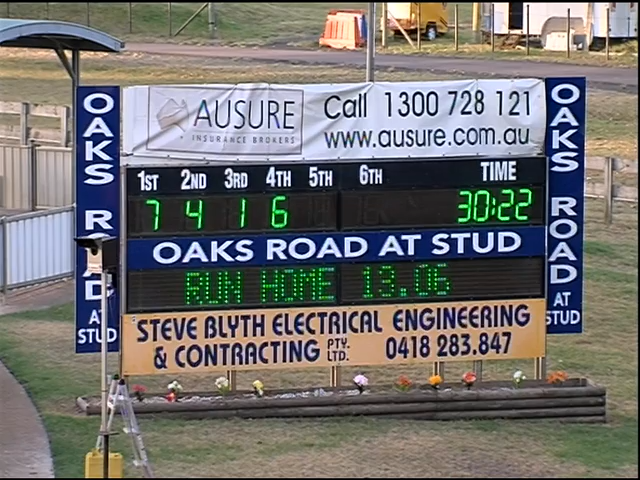 AUSURE
INSURANCE BROKERS
Call 1300 728 121
www.ausure.com.au
OAKS ROAD AT STUD
1ST 2ND 3RD 4TH 5TH 6TH TIME
7 4 1 6 30:22
OAKS ROAD AT STUD
RUN HOME 13.06
STEVE BLYTH ELECTRICAL ENGINEERING
& CONTRACTING PTY. LTD. 0418 283.847
OAKS ROAD AT STUD